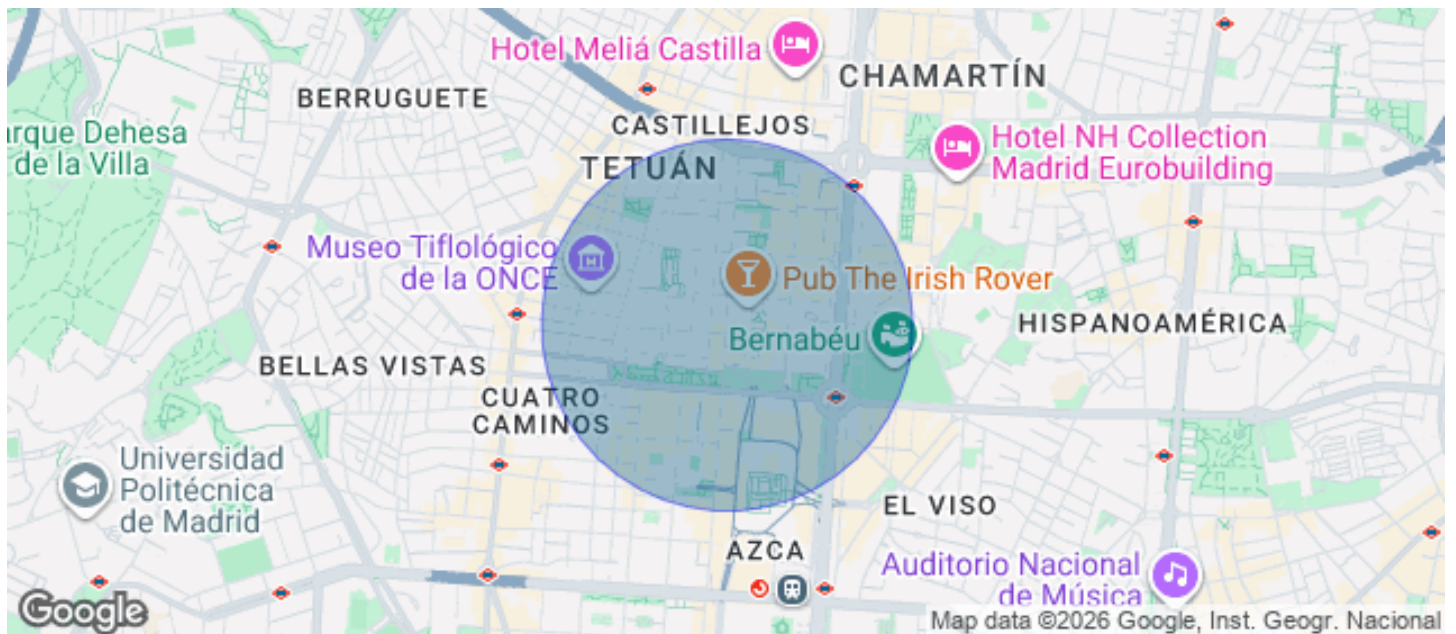 Hotel Meliá Castilla
CHAMARTÍN
BERRUGUETE
CASTILLEJOS
arque Dehesa
de la Villa
Hotel NH Collection
Madrid Eurobuilding
TETUÁN
Museo Tiflológico
de la ONCE
Pub The Irish Rover
Bernabéu
HISPANOAMÉRICA
BELLAS VISTAS
CUATRO
CAMINOS
Universidad
Politécnica
de Madrid
EL VISO
AZCA
Auditorio Nacional
de Música
Google
Map data ©2026 Google, Inst. Geogr. Nacional